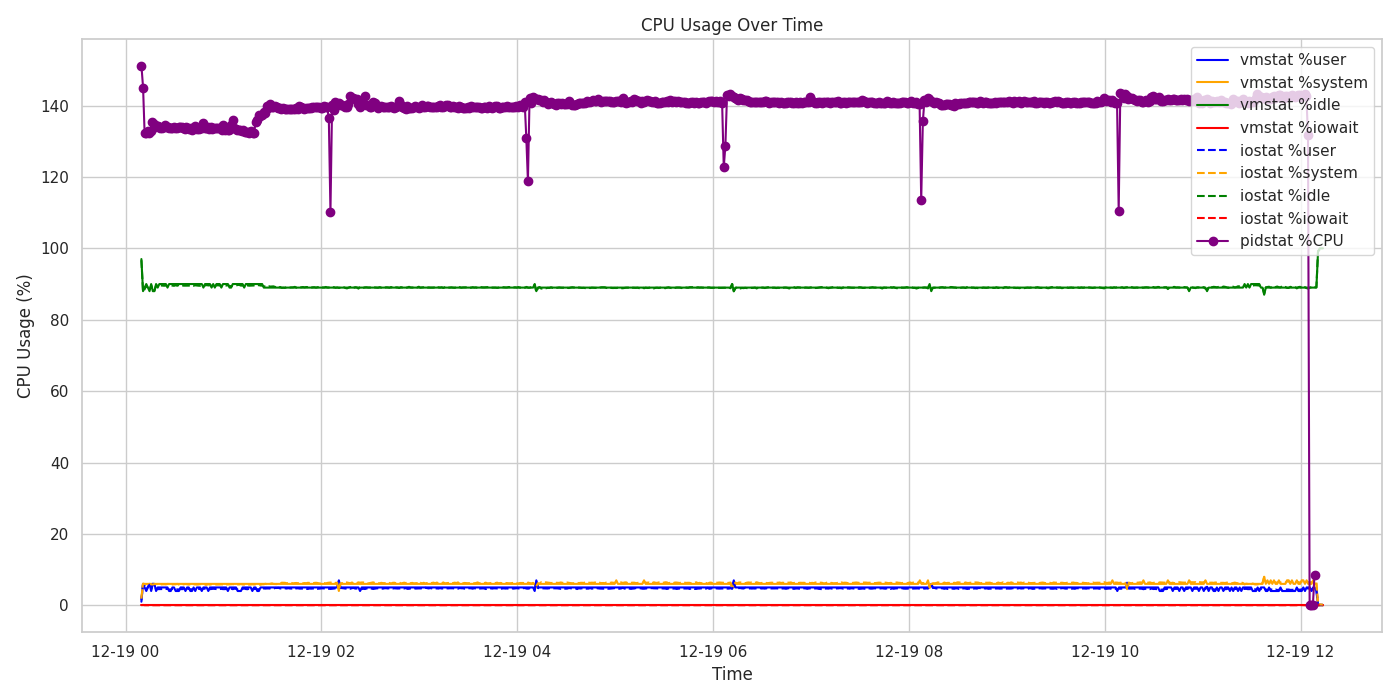 CPU Usage Over Time
CPU Usage (%)
140
120
100
80
60
40
20
0
vmstat %user
vmstat %system
vmstat %idle
vmstat %iowait
iostat %user
iostat %system
iostat %idle
iostat %iowait
pidstat %CPU
12-19 00
12-19 02
12-19 04
12-19 06
12-19 08
12-19 10
12-19 12
Time